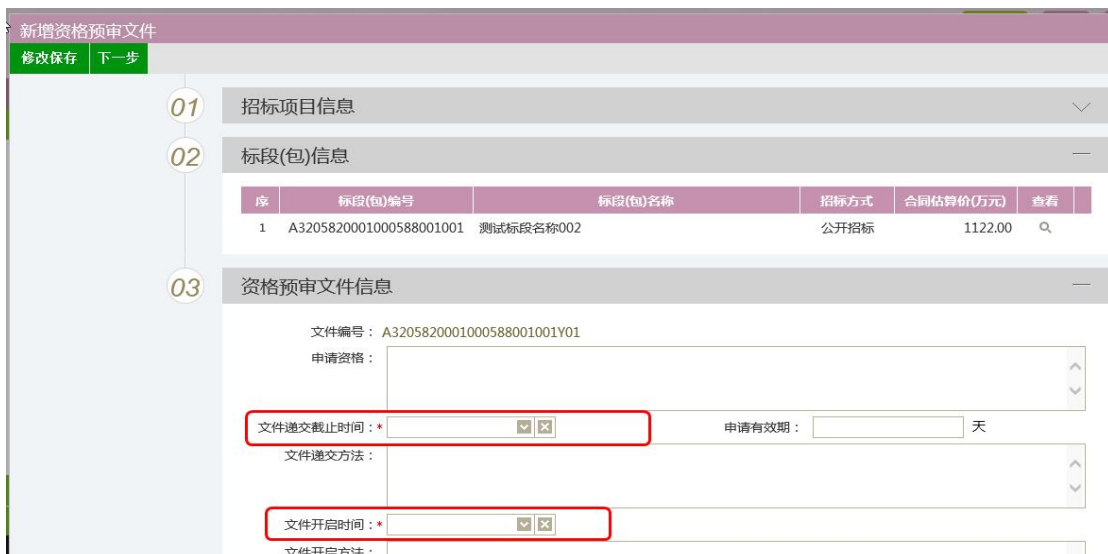 新增资格预审文件
修改保存 下一步
01 招标项目信息
02 标段(包)信息
序 标段(包)编号 标段(包)名称 招标方式 合同估算价(万元) 查看
1 A3205820001000588001001 测试标段名称002 公开招标 1122.00
03 资格预审文件信息
文件编号： A3205820001000588001001Y01
申请资格：
文件递交截止时间：* 申请有效期： 天
文件递交方法：
文件开启时间：*
文件开启方法：